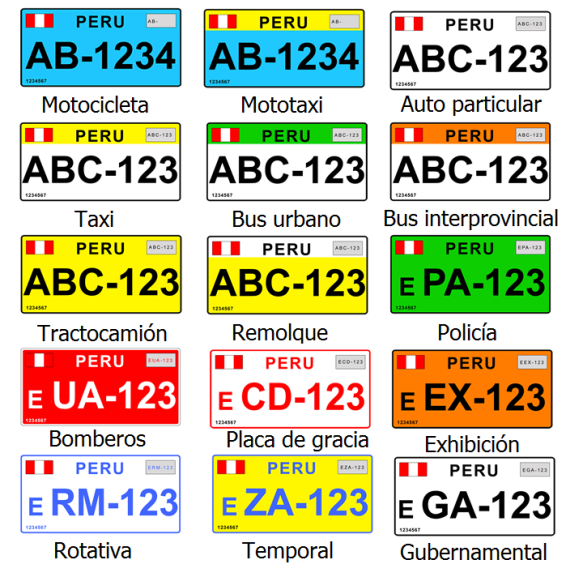 PERU AB-
AB-1234
1234567
Motocicleta
PERU AB-
AB-1234
1234567
Mototaxi
PERU ABC-123
ABC-123
1234567
Auto particular
PERU ABC-123
ABC-123
1234567
Taxi
PERU ABC-123
ABC-123
1234567
Bus urbano
PERU ABC-123
ABC-123
1234567
Bus interprovincial
PERU ABC-123
ABC-123
1234567
Tractocamión
PERU ABC-123
ABC-123
1234567
Remolque
PERU EPA-123
E PA-123
1234567
Policía
PERU EUA-123
E UA-123
1234567
Bomberos
PERU ECD-123
E CD-123
1234567
Placa de gracia
PERU EEX-123
E EX-123
1234567
Exhibición
PERU ERM-123
E RM-123
1234567
Rotativa
PERU EZA-123
E ZA-123
1234567
Temporal
PERU EGA-123
E GA-123
1234567
Gubernamental